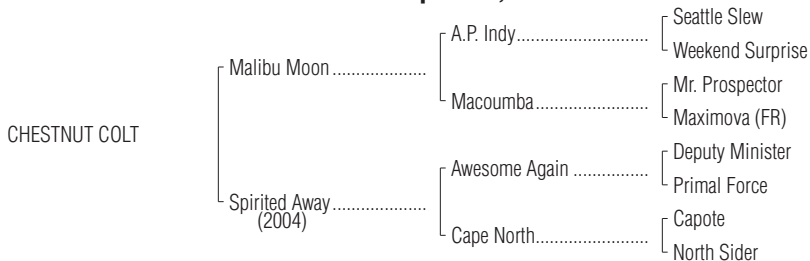 Seattle Slew
A.P. Indy
Weekend Surprise
Malibu Moon
Mr. Prospector
Macoumba
Maximova (FR)
CHESTNUT COLT
Deputy Minister
Awesome Again
Primal Force
Spirited Away
(2004)
Capote
Cape North
North Sider